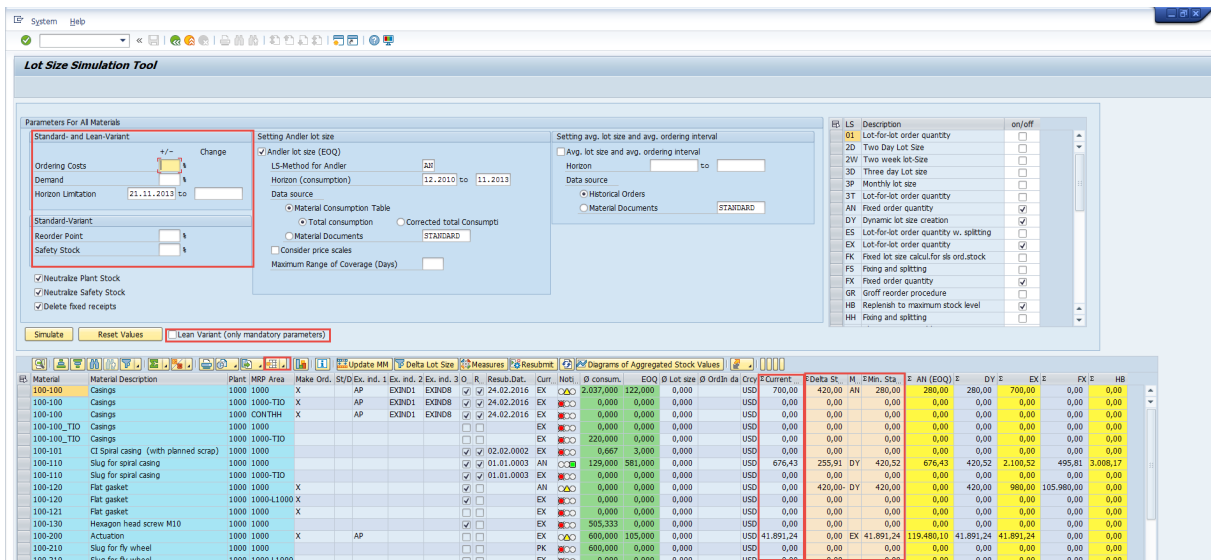 System Help
Lot Size Simulation Tool
Parameters For All Materials
Standard- and Lean-Variant
+/- Change
Ordering Costs %
Demand %
Horizon Limitation 21.11.2013 to
Standard-Variant
Reorder Point %
Safety Stock %
Neutralize Plant Stock
Neutralize Safety Stock
Delete fixed receipts
Setting Andler lot size
Andler lot size (EOQ)
LS-Method for Andler AN
Horizon (consumption) 12.2010 to 11.2013
Data source
Material Consumption Table
Total consumption Corrected total Consumpti
Material Documents STANDARD
Consider price scales
Maximum Range of Coverage (Days)
Setting avg. lot size and avg. ordering interval
Avg. lot size and avg. ordering interval
Horizon to
Data source
Historical Orders
Material Documents STANDARD
LS Description on/off
01 Lot-for-lot order quantity
2D Two Day Lot Size
2W Two week lot-Size
3D Three day Lot size
3P Monthly lot size
3T Lot-for-lot order quantity
AN Fixed order quantity
DY Dynamic lot size creation
ES Lot-for-lot order quantity w. splitting
EX Lot-for-lot order quantity
FK Fixed lot size calcul.for sls ord.stock
FS Fixing and splitting
FX Fixed order quantity
GR Groff reorder procedure
HB Replenish to maximum stock level
HH Fixing and splitting
Simulate Reset Values Lean Variant (only mandatory parameters)
Update MM Delta Lot Size Measures Resubmit Diagrams of Aggregated Stock Values
Material Material Description Plant MRP Area Make Ord. St/D Ex. ind. 1 Ex. ind. 2 Ex. ind. 3 O.. R.. Resub.Dat. Curr.. Noti.. Ø consum. EOQ Ø Lot size Ø OrdIn da Crcy ΣCurrent ... ΣDelta St... M.. ΣMin. Sta... Σ AN (EOQ) Σ DY Σ EX Σ FX Σ HB
100-100 Casings 1000 1000 X AP EXIND1 EXIND8 24.02.2016 EX 2.037,000 122,000 0,000 0,000 USD 700,00 420,00 AN 280,00 280,00 280,00 700,00 0,00 0,00
100-100 Casings 1000 1000-TIO X AP EXIND1 EXIND8 24.02.2016 EX 0,000 0,000 0,000 0,000 USD 0,00 0,00 0,00 0,00 0,00 0,00 0,00 0,00
100-100 Casings 1000 CONTHH X AP EXIND1 EXIND8 24.02.2016 EX 0,000 0,000 0,000 0,000 USD 0,00 0,00 0,00 0,00 0,00 0,00 0,00 0,00
100-100_TIO Casings 1000 1000 EX 0,000 0,000 0,000 0,000 USD 0,00 0,00 0,00 0,00 0,00 0,00 0,00 0,00
100-100_TIO Casings 1000 1000-TIO EX 220,000 0,000 0,000 0,000 USD 0,00 0,00 0,00 0,00 0,00 0,00 0,00 0,00
100-101 CI Spiral casing (with planned scrap) 1000 1000 02.02.0002 EX 0,667 3,000 0,000 0,000 USD 0,00 0,00 0,00 0,00 0,00 0,00 0,00 0,00
100-110 Slug for spiral casing 1000 1000 01.01.0003 AN 129,000 581,000 0,000 0,000 USD 676,43 255,91 DY 420,52 676,43 420,52 2.100,52 495,81 3.008,17
100-110 Slug for spiral casing 1000 1000-TIO 01.01.0003 EX 0,000 0,000 0,000 0,000 USD 0,00 0,00 0,00 0,00 0,00 0,00 0,00 0,00
100-120 Flat gasket 1000 1000 X AN 0,000 0,000 0,000 0,000 USD 0,00 420,00- DY 420,00 0,00 420,00 980,00 105.980,00 0,00
100-120 Flat gasket 1000 1000-L1000 X EX 0,000 0,000 0,000 0,000 USD 0,00 0,00 0,00 0,00 0,00 0,00 0,00 0,00
100-121 Flat gasket 1000 1000 X EX 0,000 0,000 0,000 0,000 USD 0,00 0,00 0,00 0,00 0,00 0,00 0,00 0,00
100-130 Hexagon head screw M10 1000 1000 EX 505,333 0,000 0,000 0,000 USD 0,00 0,00 0,00 0,00 0,00 0,00 0,00 0,00
100-200 Actuation 1000 1000 X AP EX 600,000 105,000 0,000 0,000 USD 41.891,24 0,00 EX 41.891,24 119.480,10 41.891,24 41.891,24 0,00 0,00
100-210 Slug for fly wheel 1000 1000 PK 600,000 0,000 0,000 0,000 USD 0,00 0,00 0,00 0,00 0,00 0,00 0,00 0,00